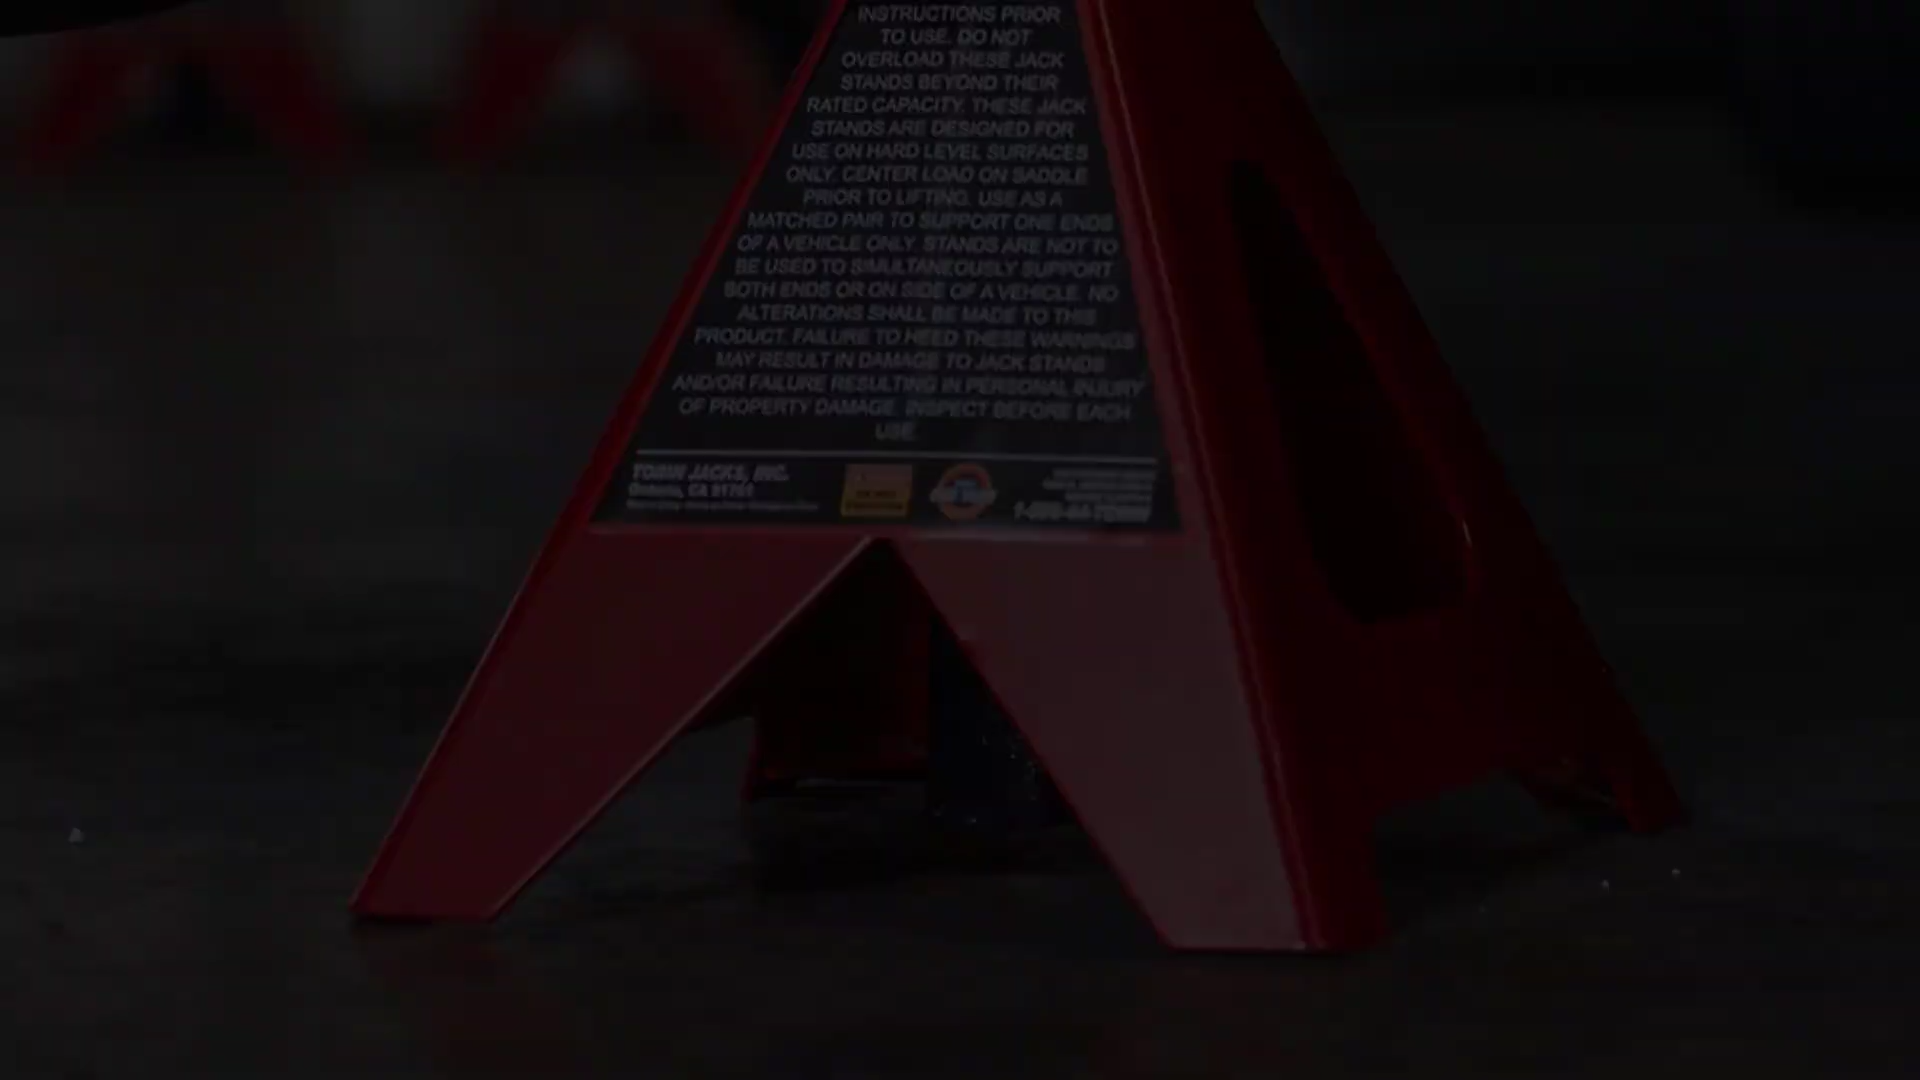 INSTRUCTIONS PRIOR
TO USE. DO NOT
OVERLOAD THESE JACK
STANDS BEYOND THEIR
RATED CAPACITY. THESE JACK
STANDS ARE DESIGNED FOR
USE ON HARD LEVEL SURFACES
ONLY. CENTER LOAD ON SADDLE
PRIOR TO LIFTING. USE AS A
MATCHED PAIR TO SUPPORT ONE ENDS
OF A VEHICLE ONLY. STANDS ARE NOT TO
BE USED TO SIMULTANEOUSLY SUPPORT
BOTH ENDS OR ON SIDE OF A VEHICLE. NO
ALTERATIONS SHALL BE MADE TO THIS
PRODUCT. FAILURE TO HEED THESE WARNINGS
MAY RESULT IN DAMAGE TO JACK STANDS
AND/OR FAILURE RESULTING IN PERSONAL INJURY
OF PROPERTY DAMAGE. INSPECT BEFORE EACH
USE.
JACKS, INC.
Ontario, CA 91761